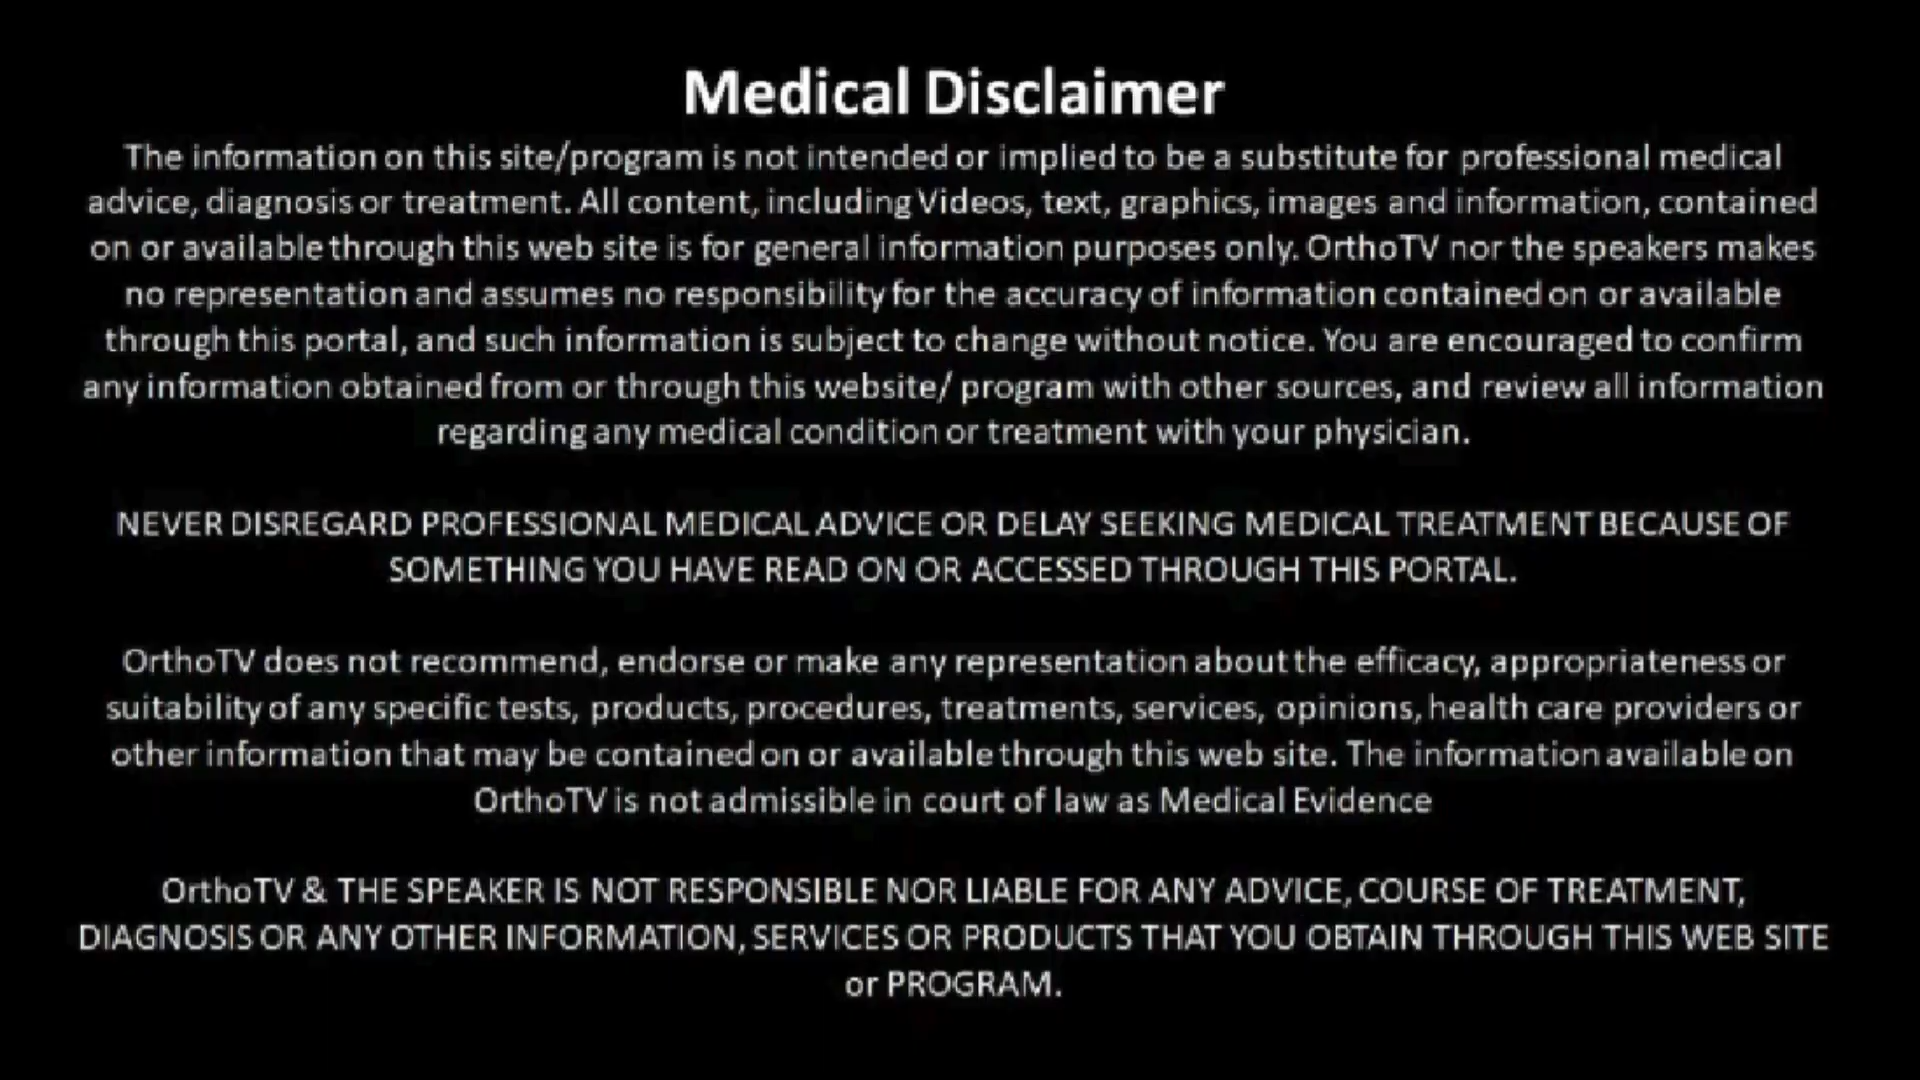 Medical Disclaimer
The information on this site/program is not intended or implied to be a substitute for professional medical
advice, diagnosis or treatment. All content, including Videos, text, graphics, images and information, contained
on or available through this web site is for general information purposes only. OrthoTV nor the speakers makes
no representation and assumes no responsibility for the accuracy of information contained on or available
through this portal, and such information is subject to change without notice. You are encouraged to confirm
any information obtained from or through this website/ program with other sources, and review all information
regarding any medical condition or treatment with your physician.
NEVER DISREGARD PROFESSIONAL MEDICAL ADVICE OR DELAY SEEKING MEDICAL TREATMENT BECAUSE OF
SOMETHING YOU HAVE READ ON OR ACCESSED THROUGH THIS PORTAL.
OrthoTV does not recommend, endorse or make any representation about the efficacy, appropriateness or
suitability of any specific tests, products, procedures, treatments, services, opinions, health care providers or
other information that may be contained on or available through this web site. The information available on
OrthoTV is not admissible in court of law as Medical Evidence
OrthoTV & THE SPEAKER IS NOT RESPONSIBLE NOR LIABLE FOR ANY ADVICE, COURSE OF TREATMENT,
DIAGNOSIS OR ANY OTHER INFORMATION, SERVICES OR PRODUCTS THAT YOU OBTAIN THROUGH THIS WEB SITE
or PROGRAM.